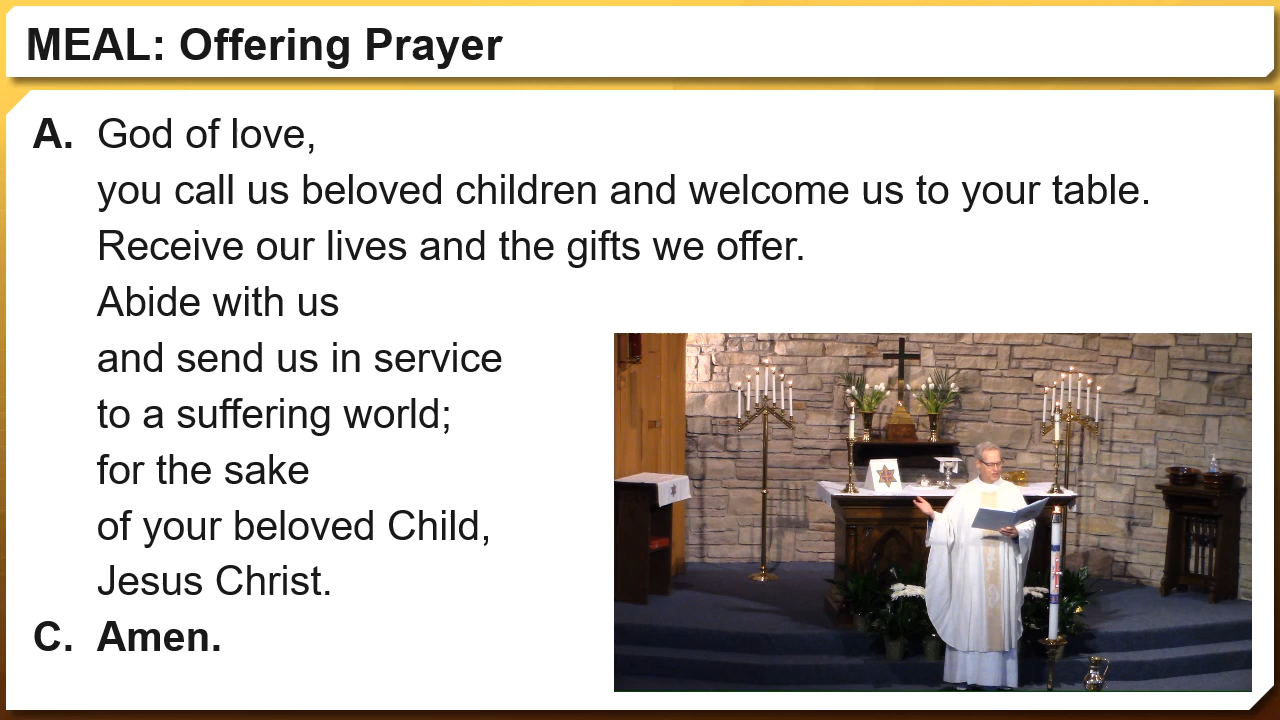 MEAL: Offering Prayer
A. God of love,
you call us beloved children and welcome us to your table.
Receive our lives and the gifts we offer.
Abide with us
and send us in service
to a suffering world;
for the sake
of your beloved Child,
Jesus Christ.
C. Amen.